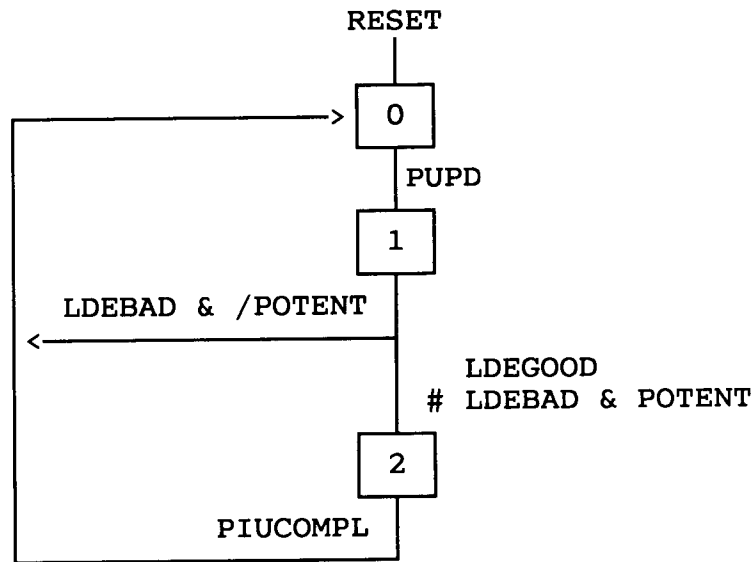 RESET
0
PUPD
1
LDEBAD & /POTENT
LDEGOOD
# LDEBAD & POTENT
2
PIUCOMPL